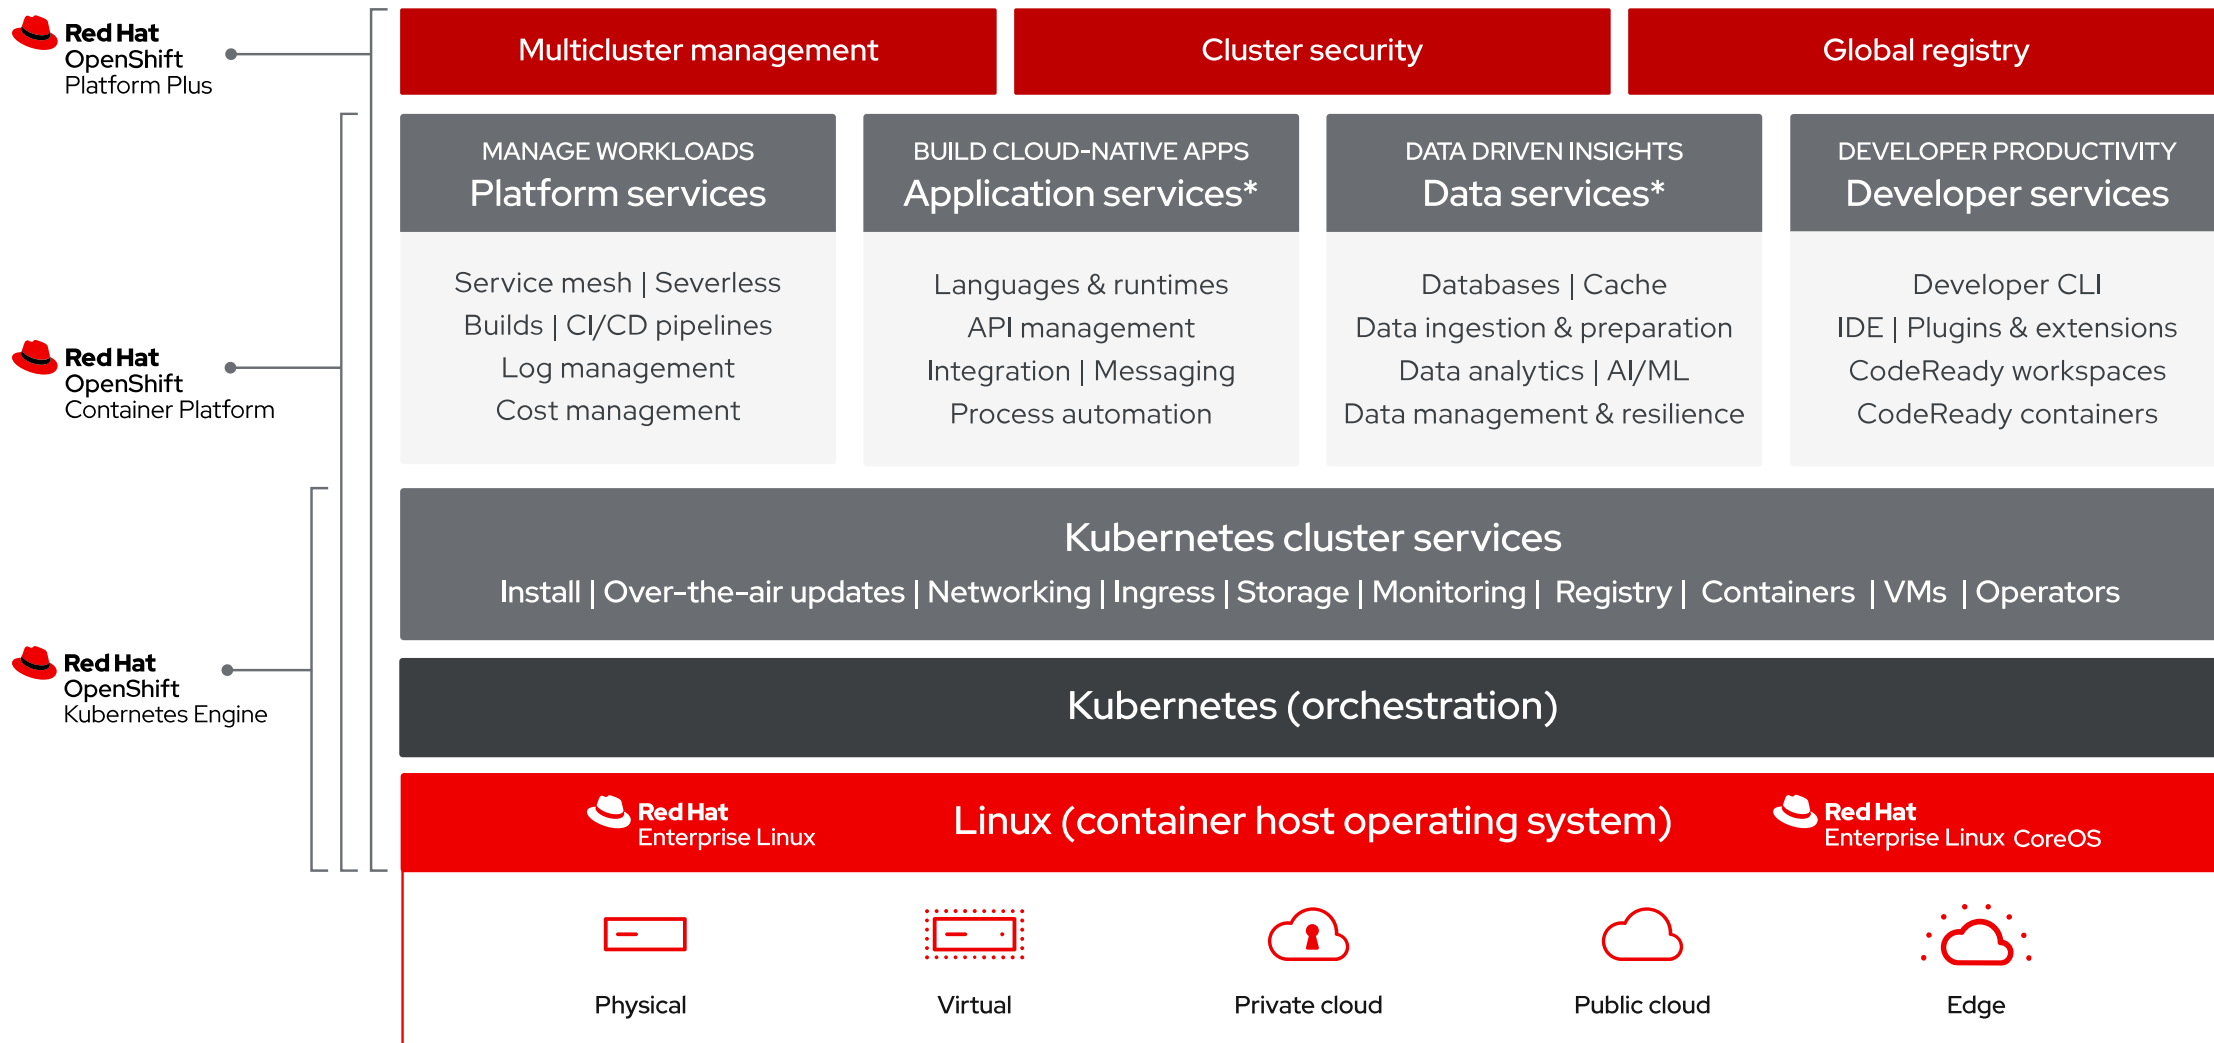 Red Hat
OpenShift
Platform Plus
Multicluster management
Cluster security
Global registry
MANAGE WORKLOADS
Platform services
Service mesh | Severless
Builds | CI/CD pipelines
Log management
Cost management
BUILD CLOUD-NATIVE APPS
Application services*
Languages & runtimes
API management
Integration | Messaging
Process automation
DATA DRIVEN INSIGHTS
Data services*
Databases | Cache
Data ingestion & preparation
Data analytics | AI/ML
Data management & resilience
DEVELOPER PRODUCTIVITY
Developer services
Developer CLI
IDE | Plugins & extensions
CodeReady workspaces
CodeReady containers
Red Hat
OpenShift
Container Platform
Kubernetes cluster services
Install | Over-the-air updates | Networking | Ingress | Storage | Monitoring | Registry | Containers | VMs | Operators
Red Hat
OpenShift
Kubernetes Engine
Kubernetes (orchestration)
Red Hat
Enterprise Linux
Linux (container host operating system)
Red Hat
Enterprise Linux CoreOS
Physical
Virtual
Private cloud
Public cloud
Edge